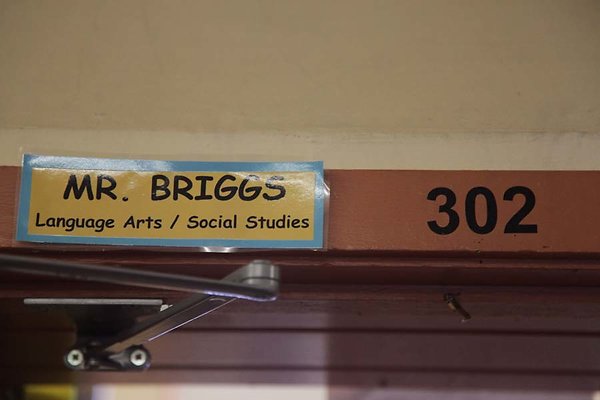 MR. BRIGGS
Language Arts / Social Studies
302